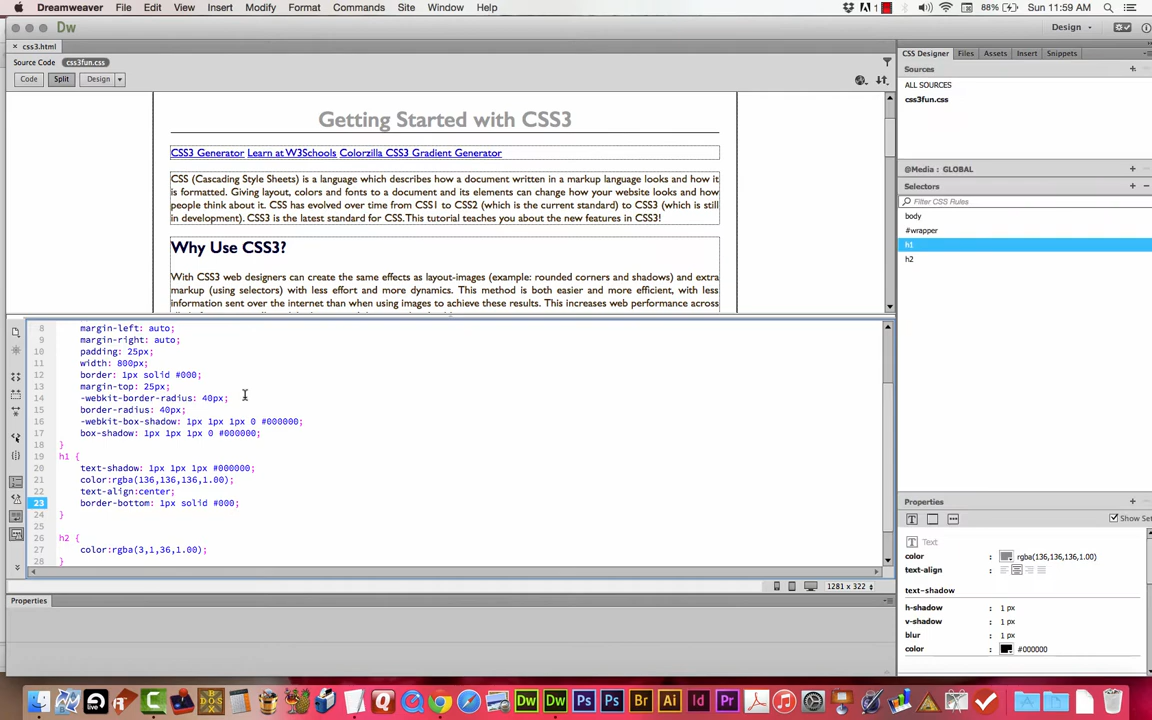 Dreamweaver File Edit View Insert Modify Format Commands Site Window Help
1 88% Sun 11:59 AM
Dw Design
× css3.html
Source Code css3fun.css
Code Split Design
Getting Started with CSS3
CSS3 Generator Learn at W3Schools Colorzilla CSS3 Gradient Generator
CSS (Cascading Style Sheets) is a language which describes how a document written in a markup language looks and how it
is formatted. Giving layout, colors and fonts to a document and its elements can change how your website looks and how
people think about it. CSS has evolved over time from CSS1 to CSS2 (which is the current standard) to CSS3 (which is still
in development). CSS3 is the latest standard for CSS. This tutorial teaches you about the new features in CSS3!
Why Use CSS3?
With CSS3 web designers can create the same effects as layout-images (example: rounded corners and shadows) and extra
markup (using selectors) with less effort and more dynamics. This method is both easier and more efficient, with less
information sent over the internet than when using images to achieve these results. This increases web performance across
8 margin-left: auto;
9 margin-right: auto;
10 padding: 25px;
11 width: 800px;
12 border: 1px solid #000;
13 margin-top: 25px;
14 -webkit-border-radius: 40px;
15 border-radius: 40px;
16 -webkit-box-shadow: 1px 1px 1px 0 #000000;
17 box-shadow: 1px 1px 1px 0 #000000;
18 }
19 h1 {
20 text-shadow: 1px 1px 1px #000000;
21 color:rgba(136,136,136,1.00);
22 text-align:center;
23 border-bottom: 1px solid #000;
24 }
25
26 h2 {
27 color:rgba(3,1,36,1.00);
28 }
1281 x 322
Properties
CSS Designer Files Assets Insert Snippets
Sources
ALL SOURCES
css3fun.css
@Media : GLOBAL
Selectors
Filter CSS Rules
body
#wrapper
h1
h2
Properties
Show Set
T Text
color : rgba(136,136,136,1.00)
text-align :
text-shadow
h-shadow : 1 px
v-shadow : 1 px
blur : 1 px
color : #000000
live DOS Dw Dw Ps Ps Br Ai Id Pr